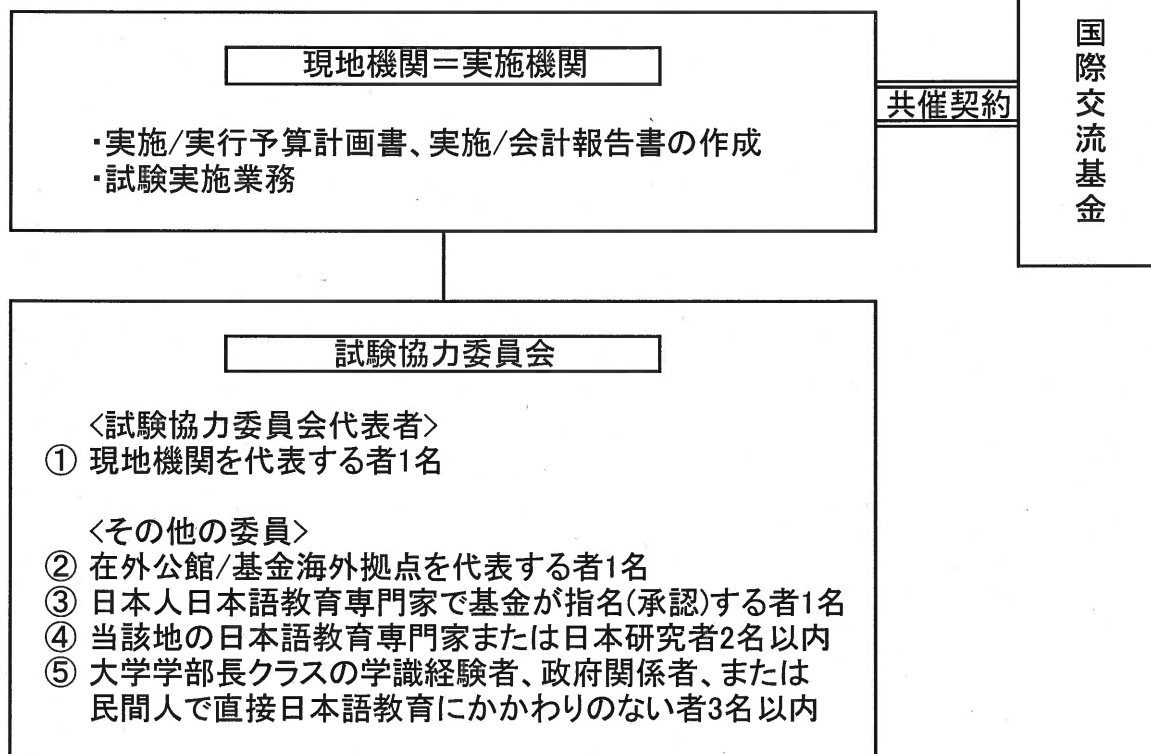 現地機関＝実施機関
・実施/実行予算計画書、実施/会計報告書の作成
・試験実施業務
共催契約
国際交流基金
試験協力委員会
<試験協力委員会代表者>
① 現地機関を代表する者1名
<その他の委員>
② 在外公館/基金海外拠点を代表する者1名
③ 日本人日本語教育専門家で基金が指名(承認)する者1名
④ 当該地の日本語教育専門家または日本研究者2名以内
⑤ 大学学部長クラスの学識経験者、政府関係者、または
民間人で直接日本語教育にかかわりのない者3名以内